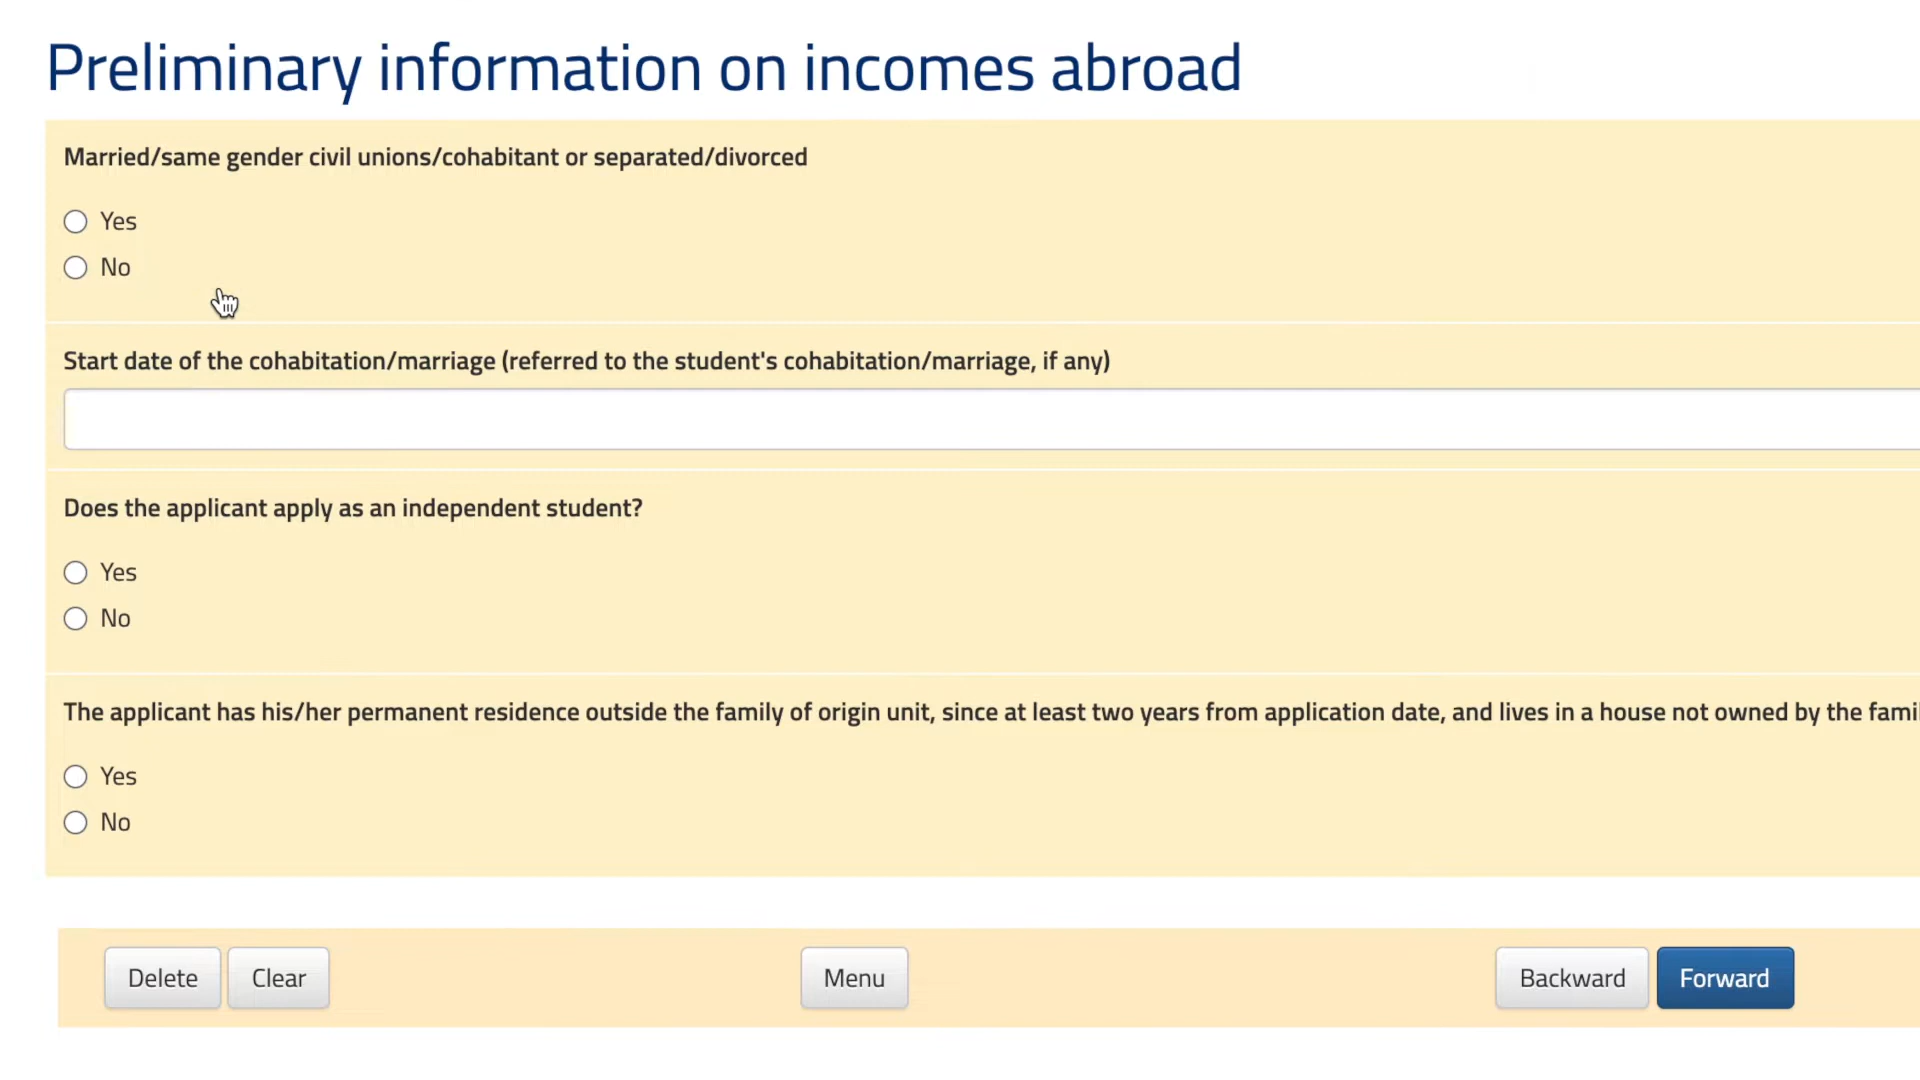 Preliminary information on incomes abroad
Married/same gender civil unions/cohabitant or separated/divorced
Yes
No
Start date of the cohabitation/marriage (referred to the student's cohabitation/marriage, if any)
Does the applicant apply as an independent student?
Yes
No
The applicant has his/her permanent residence outside the family of origin unit, since at least two years from application date, and lives in a house not owned by the
Yes
No
Delete Clear Menu Backward Forward